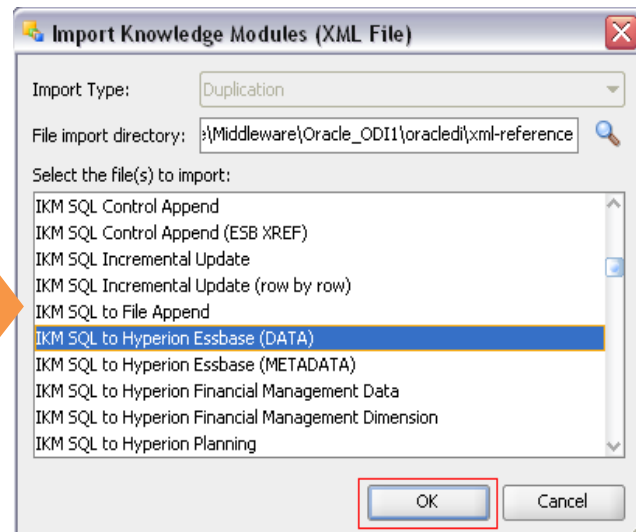 Import Knowledge Modules (XML File)
Import Type: Duplication
File import directory: \Middleware\Oracle_ODI1\oracledi\xml-reference
Select the file(s) to import:
IKM SQL Control Append
IKM SQL Control Append (ESB XREF)
IKM SQL Incremental Update
IKM SQL Incremental Update (row by row)
IKM SQL to File Append
IKM SQL to Hyperion Essbase (DATA)
IKM SQL to Hyperion Essbase (METADATA)
IKM SQL to Hyperion Financial Management Data
IKM SQL to Hyperion Financial Management Dimension
IKM SQL to Hyperion Planning
OK Cancel